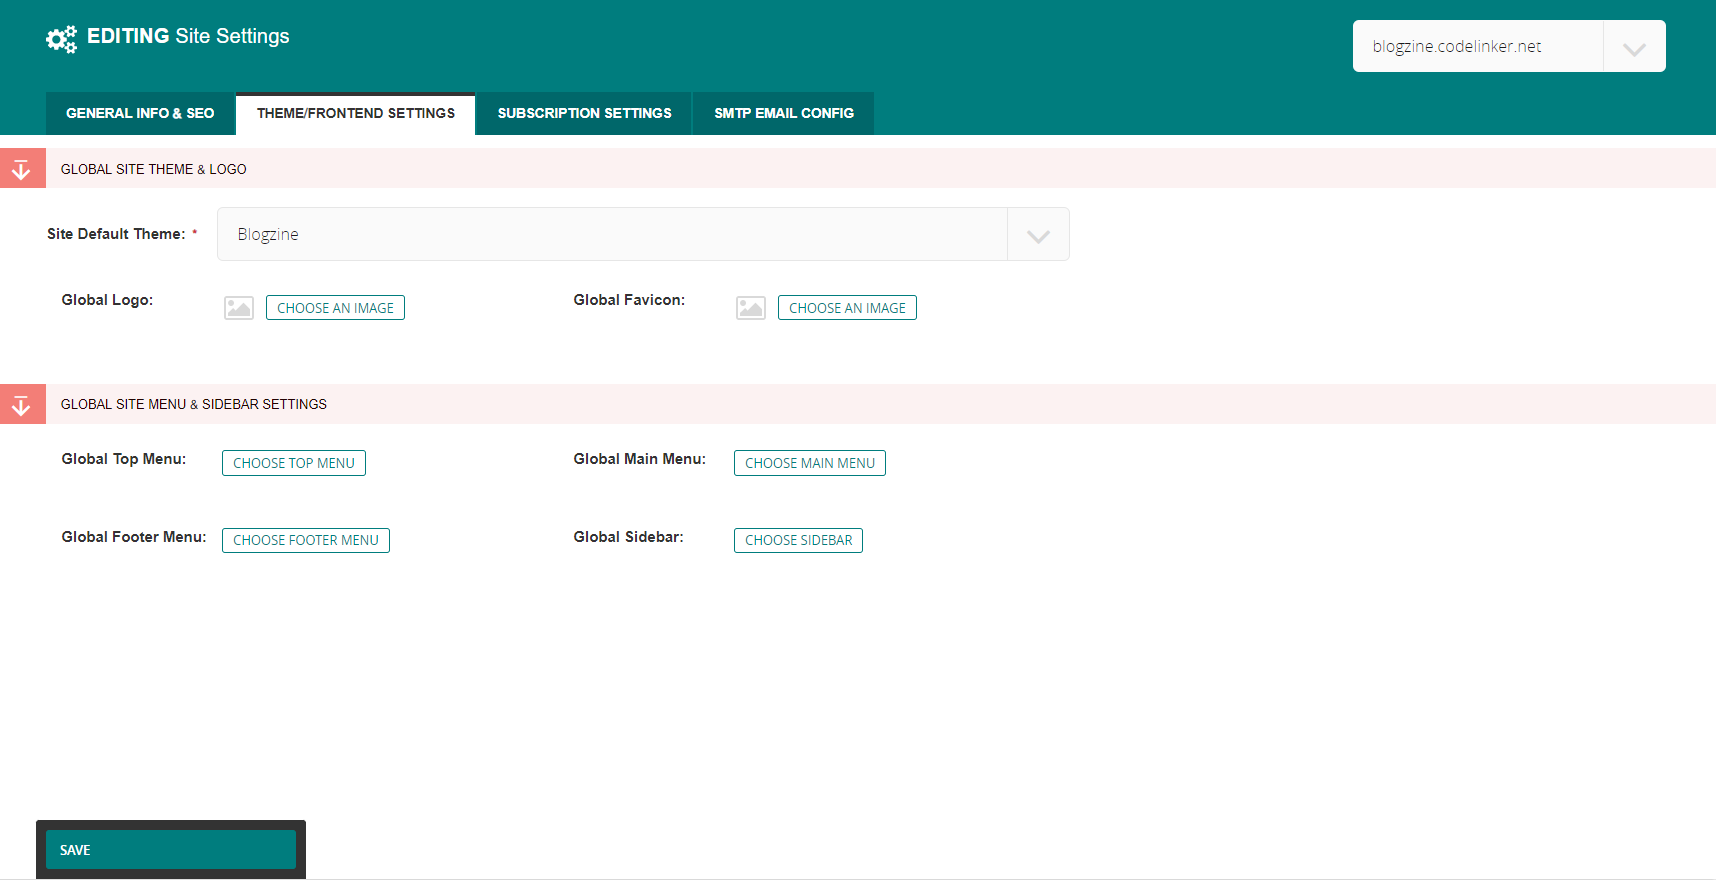 EDITING Site Settings
blogzine.codelinker.net
GENERAL INFO & SEO
THEME/FRONTEND SETTINGS
SUBSCRIPTION SETTINGS
SMTP EMAIL CONFIG
GLOBAL SITE THEME & LOGO
Site Default Theme: *
Blogzine
Global Logo:
CHOOSE AN IMAGE
Global Favicon:
CHOOSE AN IMAGE
GLOBAL SITE MENU & SIDEBAR SETTINGS
Global Top Menu:
CHOOSE TOP MENU
Global Main Menu:
CHOOSE MAIN MENU
Global Footer Menu:
CHOOSE FOOTER MENU
Global Sidebar:
CHOOSE SIDEBAR
SAVE